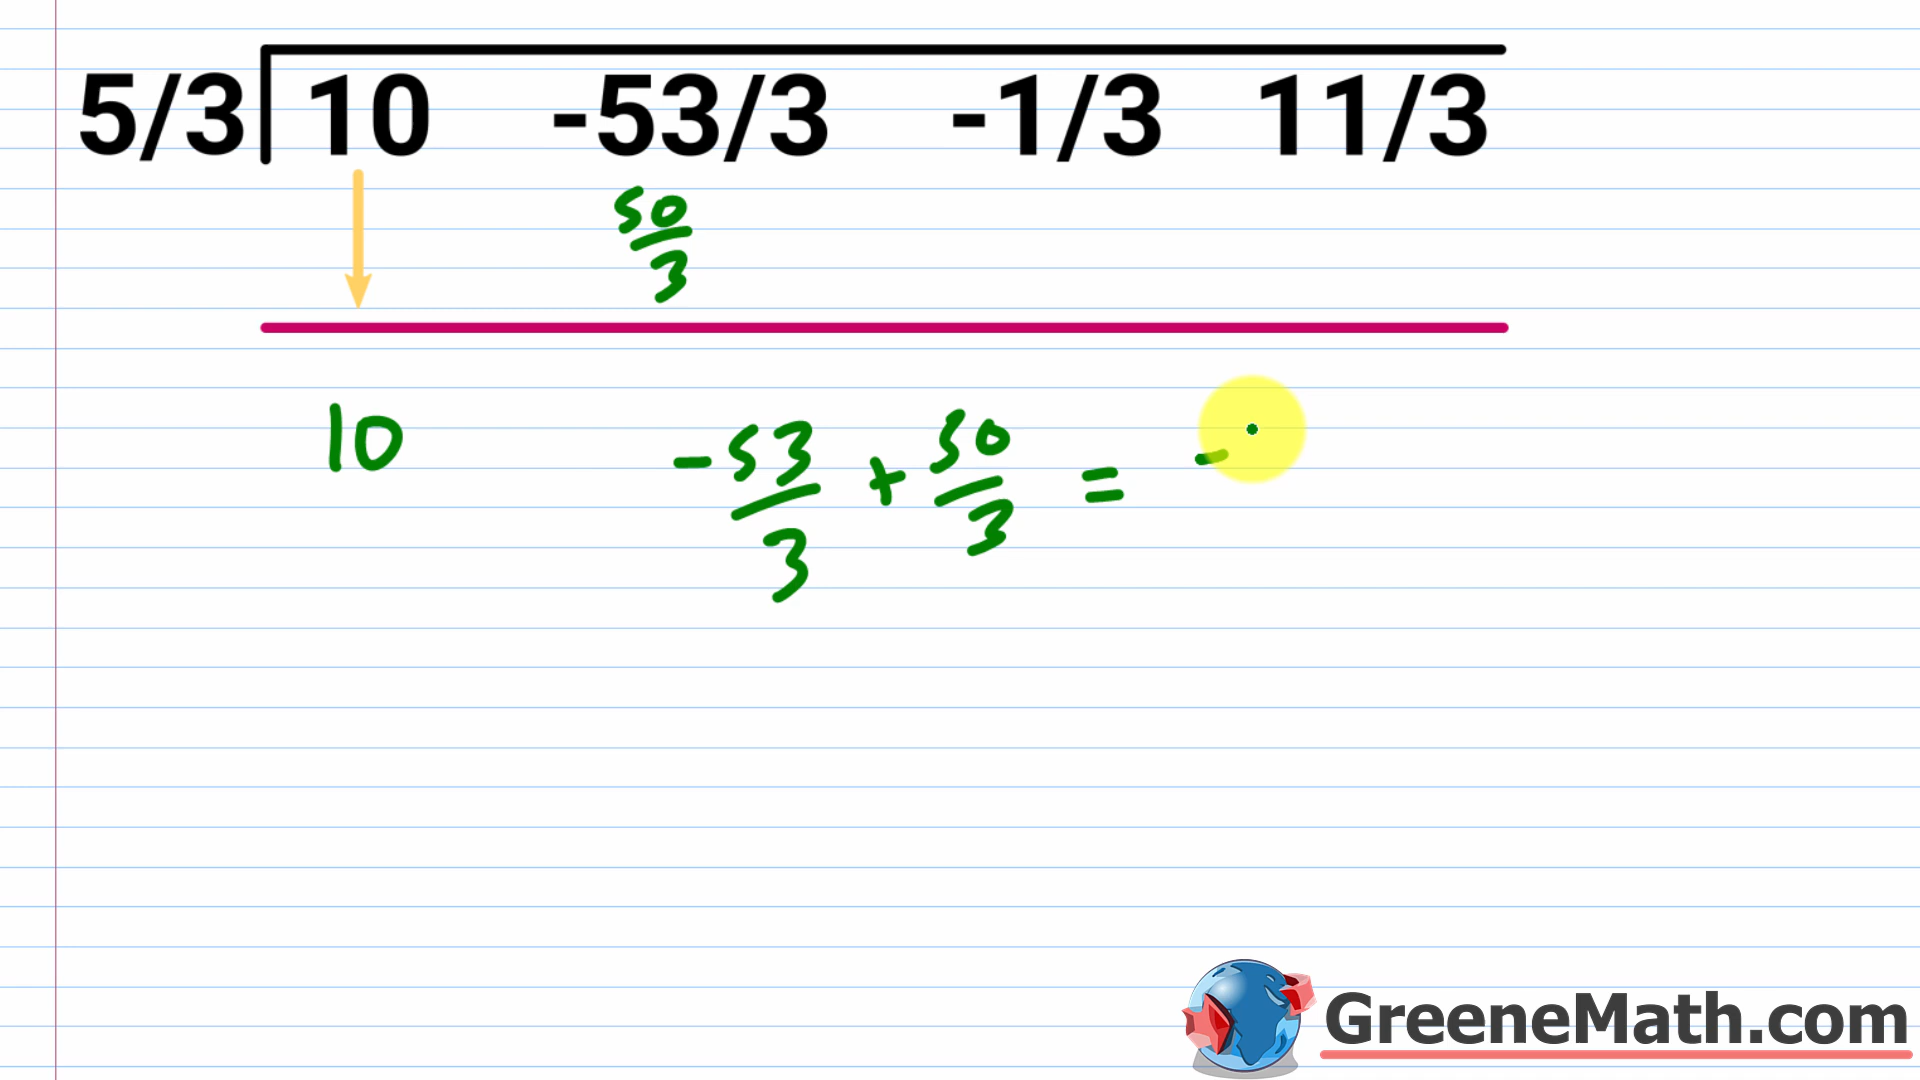 5/3 10 -53/3 -1/3 11/3
50/3
10 -53/3 + 50/3 = -
GreeneMath.com